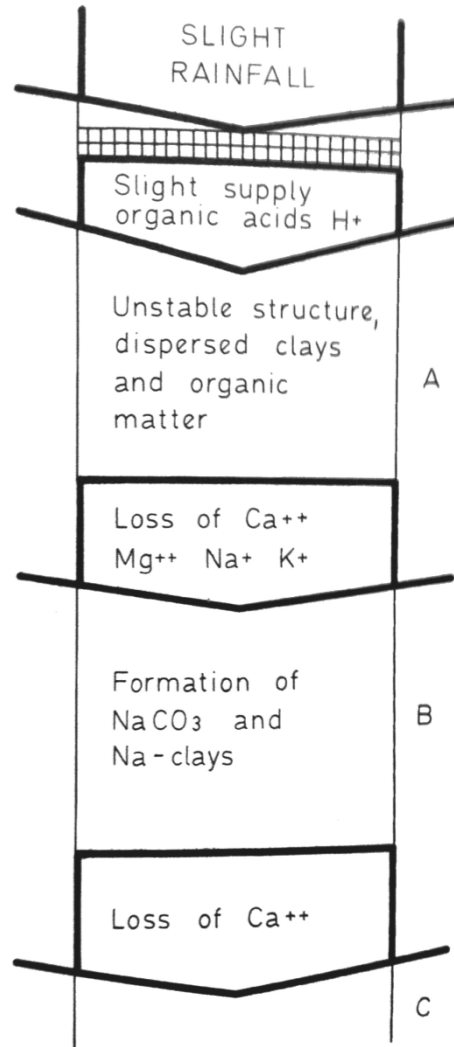 SLIGHT
RAINFALL
Slight supply
organic acids H+
Unstable structure,
dispersed clays
and organic
matter
A
Loss of Ca++
Mg++ Na+ K+
Formation of
NaCO3 and
Na-clays
B
Loss of Ca++
C